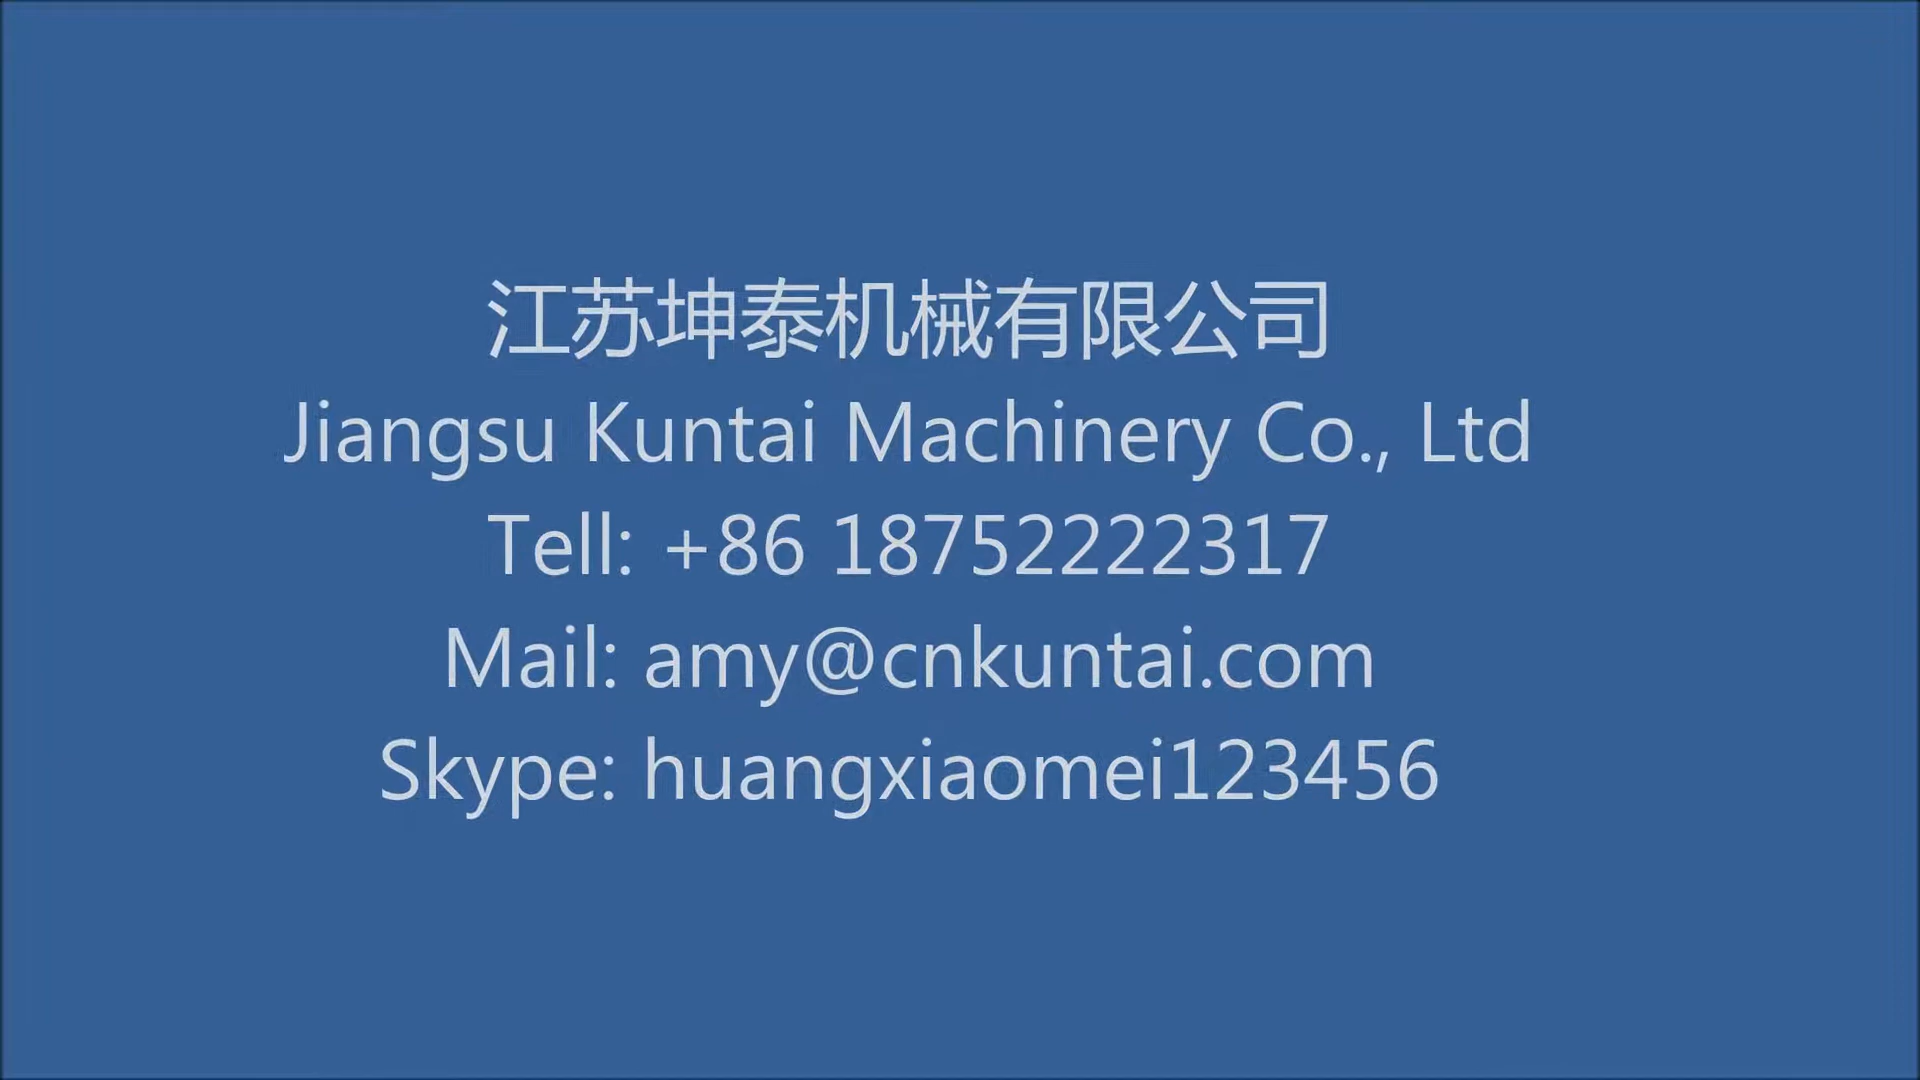 江苏坤泰机械有限公司
Jiangsu Kuntai Machinery Co., Ltd
Tell: +86 18752222317
Mail: amy@cnkuntai.com
Skype: huangxiaomei123456